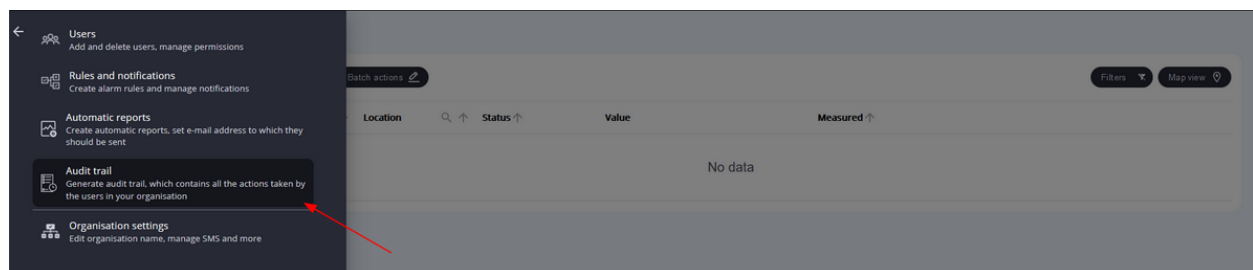 Users
Add and delete users, manage permissions
Rules and notifications
Create alarm rules and manage notifications
Automatic reports
Create automatic reports, set e-mail address to which they
should be sent
Audit trail
Generate audit trail, which contains all the actions taken by
the users in your organisation
Organisation settings
Edit organisation name, manage SMS and more
Batch actions
Filters
Map view
Location
Status
Value
Measured
No data